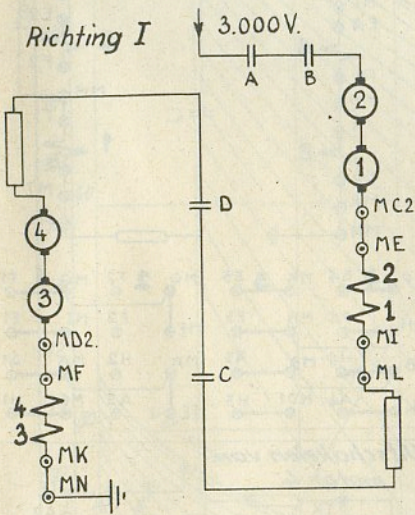 Richting I
3.000V.
A
B
2
1
MC2
ME
2
1
MI
ML
D
C
4
3
MD2.
MF
4
3
MK
MN